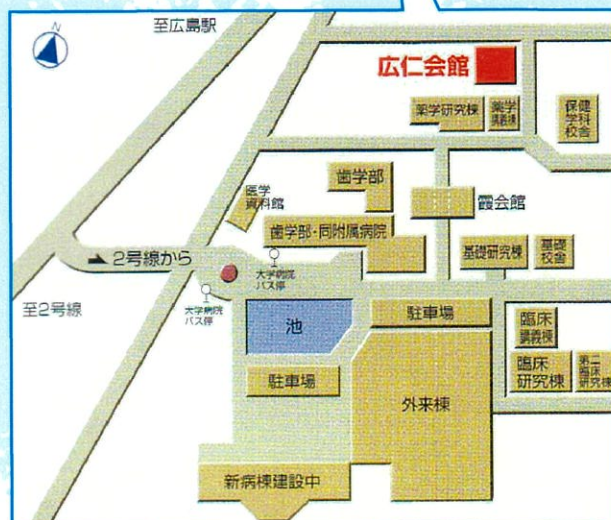 N
至広島駅
広仁会館
薬学研究棟
薬学
講義棟
保健
学科
校舎
医学
資料館
歯学部
霞会館
歯学部・同附属病院
基礎研究棟
基礎
校舎
2号線から
大学病院
バス停
大学病院
バス停
至2号線
池
駐車場
臨床
講義棟
駐車場
外来棟
臨床
研究棟
第二
臨床
研究棟
新病棟建設中